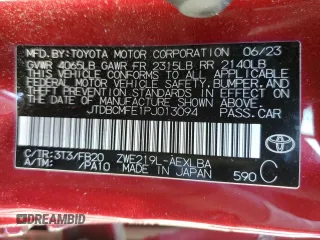 MFD. BY: TOYOTA MOTOR CORPORATION 06/23
GVWR 4065LB GAWR FR 2315LB RR 2140LB
THIS VEHICLE CONFORMS TO ALL APPLICABLE
FEDERAL MOTOR VEHICLE SAFETY, BUMPER, AND
THEFT PREVENTION STANDARDS IN EFFECT ON
THE DATE OF MANUFACTURE SHOWN ABOVE.
JTDBCMFETPJ013094 PASS. CAR
C/TR: 3T3/FB20 ZWE219L-AEXLBA
A/TM: /PA10 MADE IN JAPAN 590 C
TOYOTA
DREAMBID